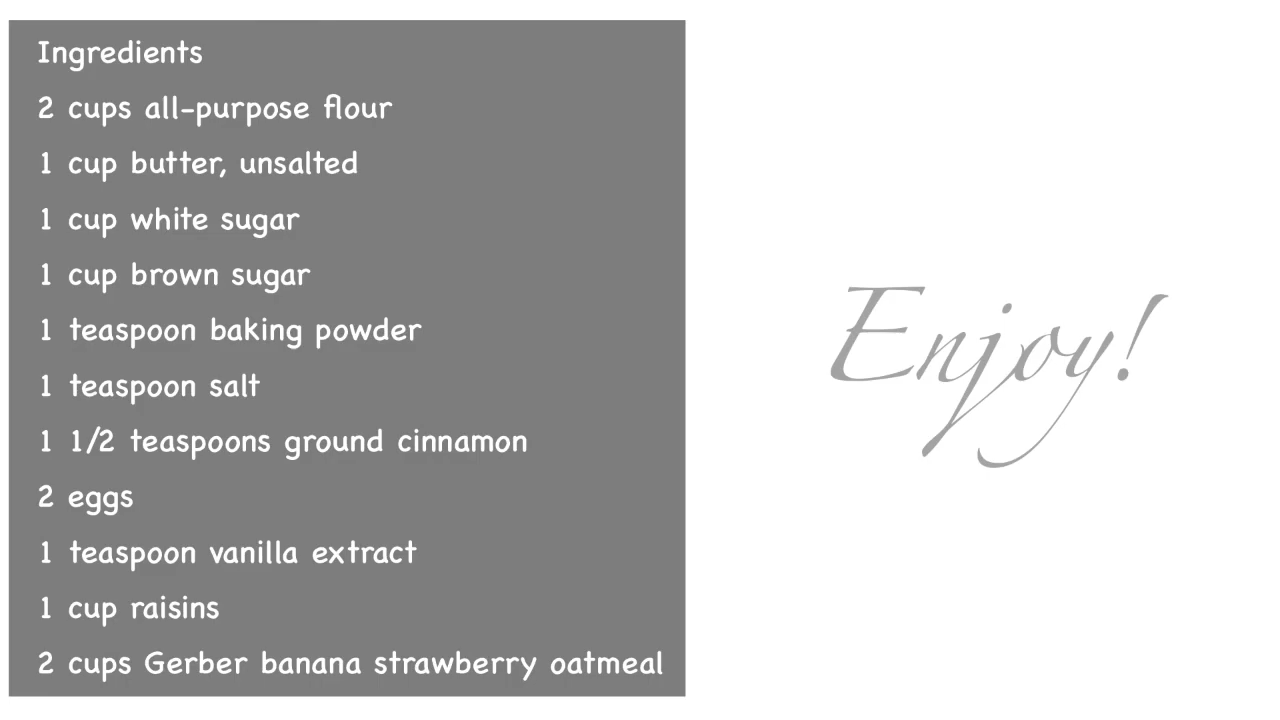 Ingredients
2 cups all-purpose flour
1 cup butter, unsalted
1 cup white sugar
1 cup brown sugar
1 teaspoon baking powder
1 teaspoon salt
1 1/2 teaspoons ground cinnamon
2 eggs
1 teaspoon vanilla extract
1 cup raisins
2 cups Gerber banana strawberry oatmeal
Enjoy!